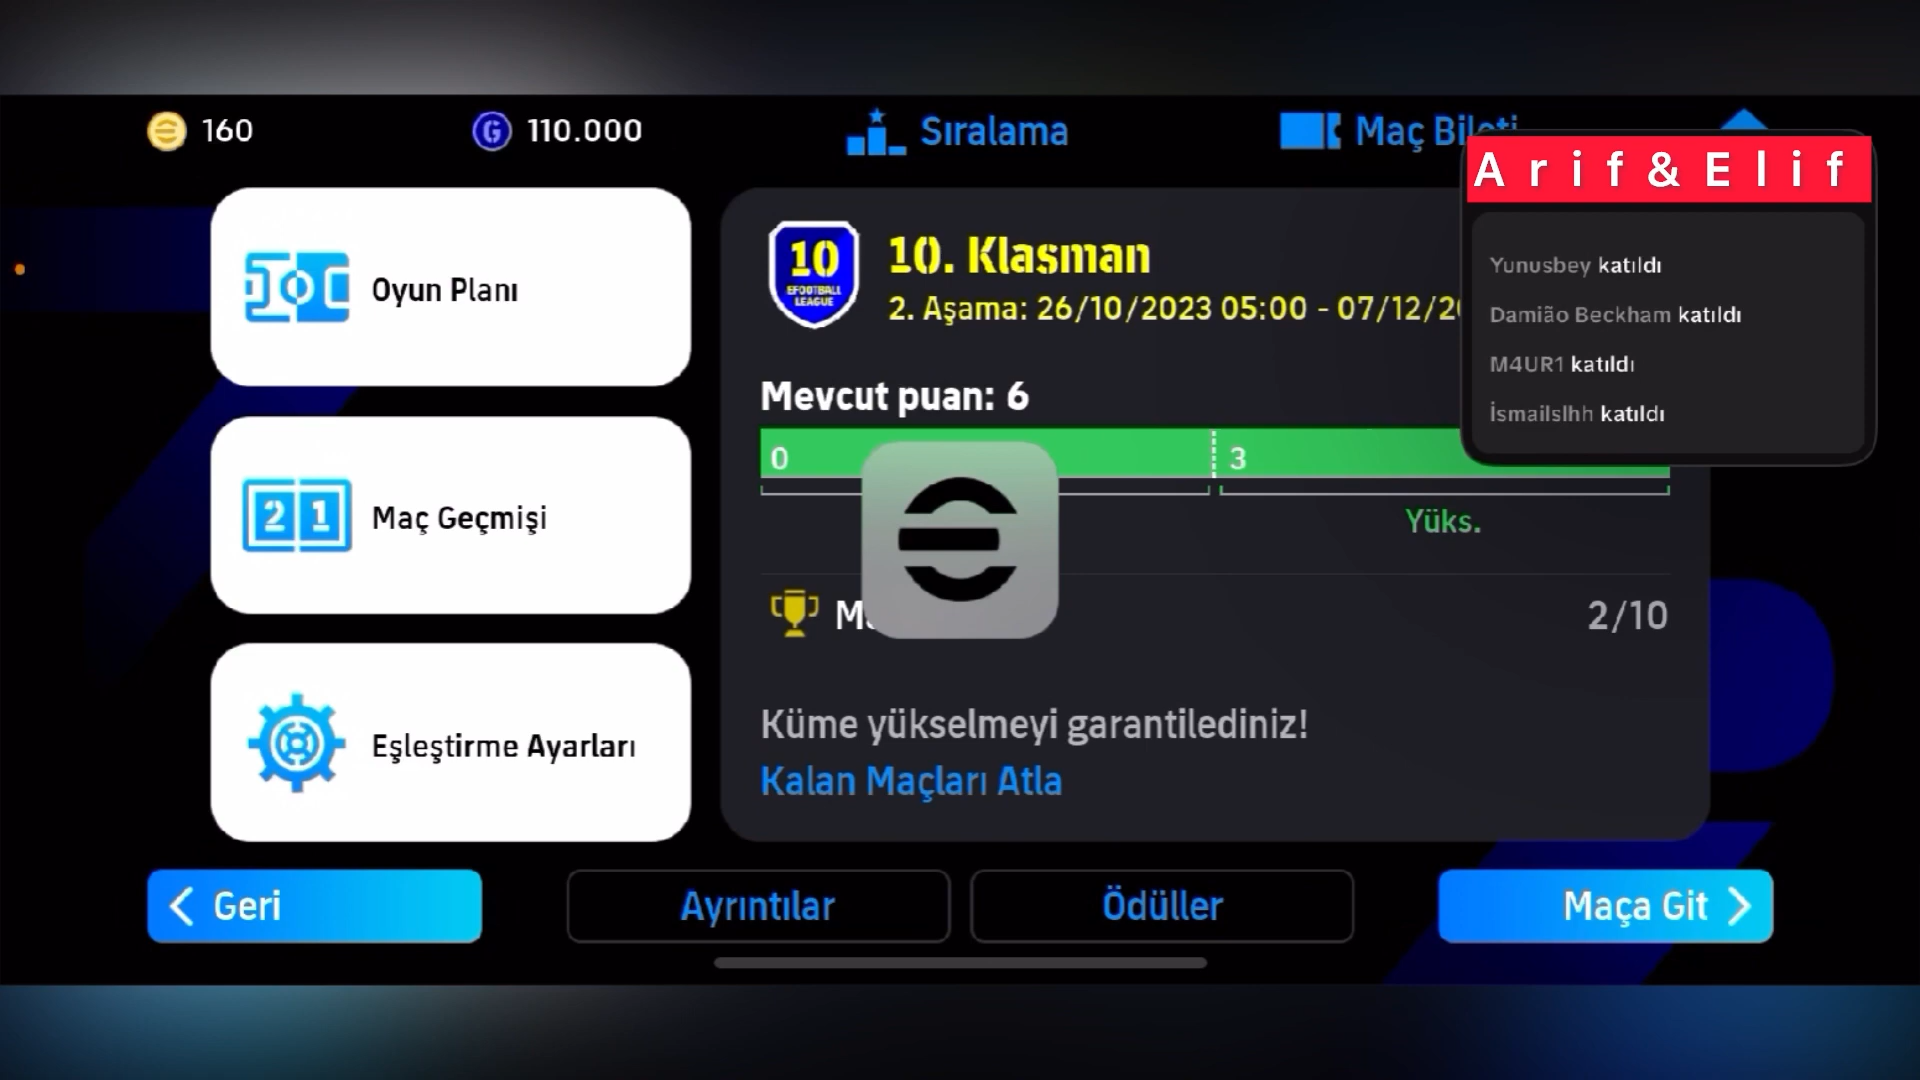 160
110.000
Sıralama
Maç
Arif&Elif
Yunusbey katıldı
Damião Beckham katıldı
M4UR1 katıldı
İsmailslhh katıldı
Oyun Planı
Maç Geçmişi
Eşleştirme Ayarları
10
EFOOTBALL
LEAGUE
10. Klasman
2. Aşama: 26/10/2023 05:00 - 07/12/
Mevcut puan: 6
0
3
Yüks.
2/10
Küme yükselmeyi garantilediniz!
Kalan Maçları Atla
Geri
Ayrıntılar
Ödüller
Maça Git